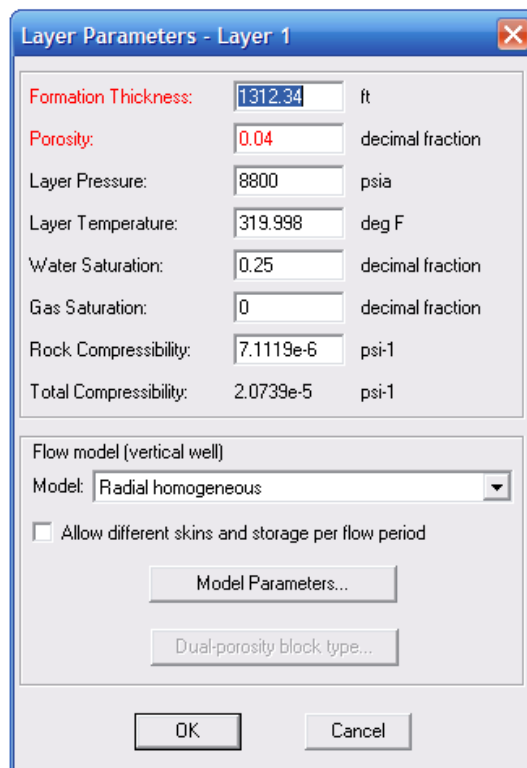 Layer Parameters - Layer 1
Formation Thickness: 1312.34 ft
Porosity: 0.04 decimal fraction
Layer Pressure: 8800 psia
Layer Temperature: 319.998 deg F
Water Saturation: 0.25 decimal fraction
Gas Saturation: 0 decimal fraction
Rock Compressibility: 7.1119e-6 psi-1
Total Compressibility: 2.0739e-5 psi-1
Flow model (vertical well)
Model: Radial homogeneous
Allow different skins and storage per flow period
Model Parameters...
Dual-porosity block type...
OK Cancel